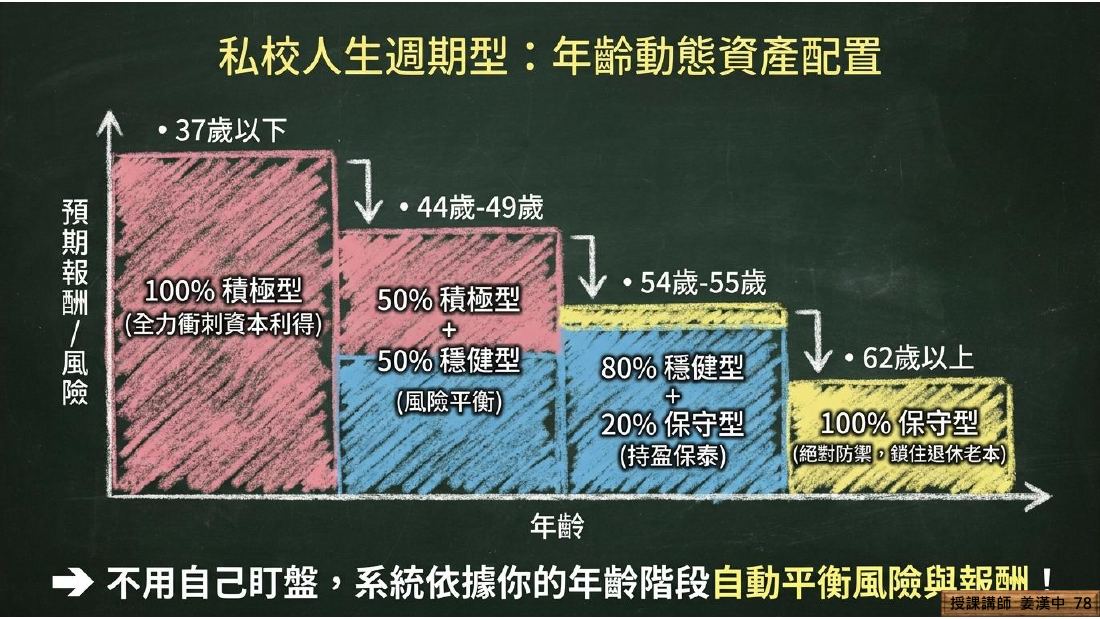 私校人生週期型：年齡動態資產配置
• 37歲以下
• 44歲-49歲
• 54歲-55歲
• 62歲以上
預期報酬/風險
100% 積極型
(全力衝刺資本利得)
50% 積極型
+
50% 穩健型
(風險平衡)
80% 穩健型
+
20% 保守型
(持盈保泰)
100% 保守型
(絕對防禦，鎖住退休老本)
年齡
不用自己盯盤，系統依據你的年齡階段自動平衡風險與報酬！
授課講師 姜漢中 78